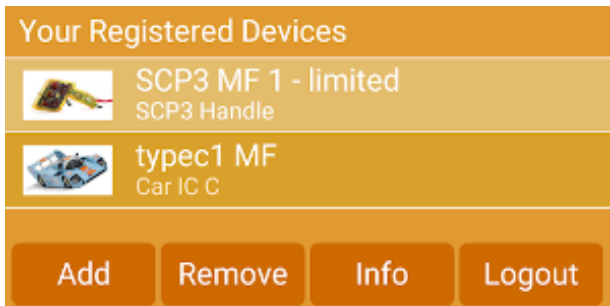 Your Registered Devices
SCP3 MF 1 - limited
SCP3 Handle
typec1 MF
Car IC C
Add Remove Info Logout